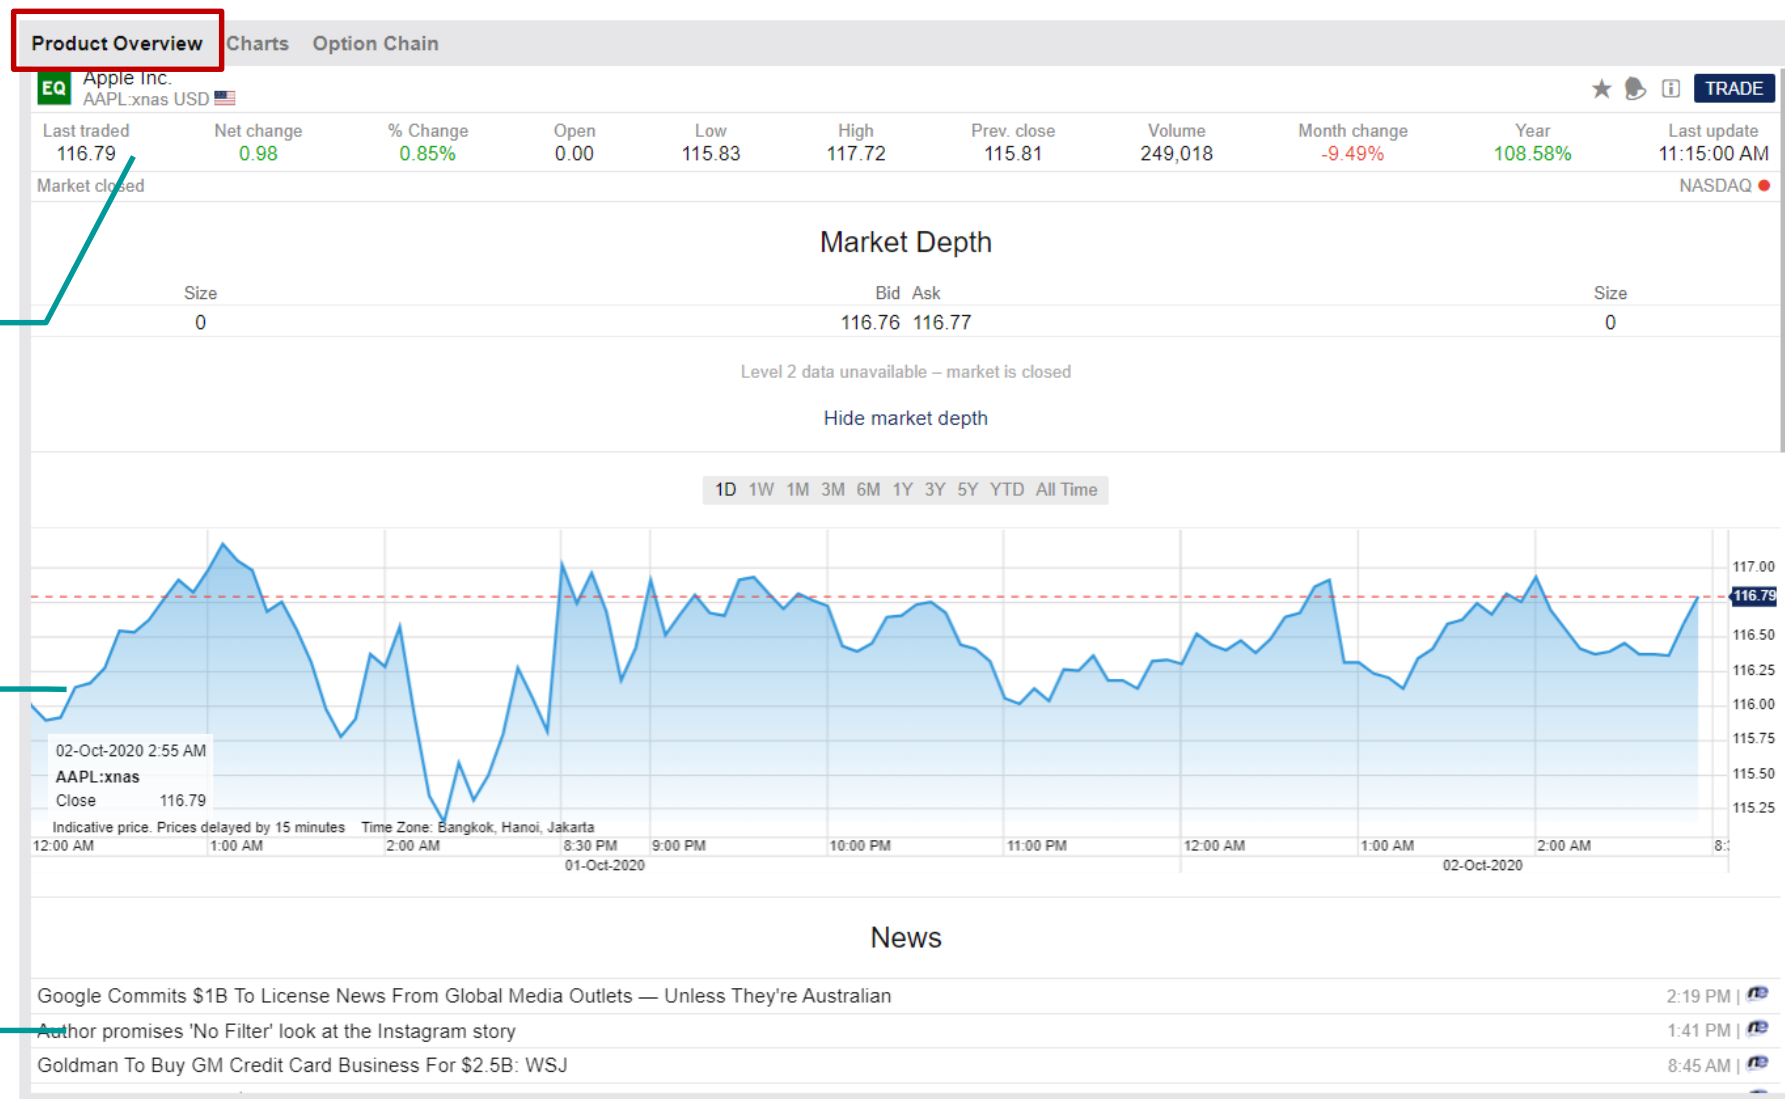 Product Overview Charts Option Chain
EQ Apple Inc.
AAPL:xnas USD
TRADE
Last traded Net change % Change Open Low High Prev. close Volume Month change Year Last update
116.79 0.98 0.85% 0.00 115.83 117.72 115.81 249,018 -9.49% 108.58% 11:15:00 AM
Market closed NASDAQ
Market Depth
Size Bid Ask Size
0 116.76 116.77 0
Level 2 data unavailable – market is closed
Hide market depth
1D 1W 1M 3M 6M 1Y 3Y 5Y YTD All Time
117.00
116.79
116.50
116.25
116.00
115.75
115.50
115.25
02-Oct-2020 2:55 AM
AAPL:xnas
Close 116.79
Indicative price. Prices delayed by 15 minutes Time Zone: Bangkok, Hanoi, Jakarta
12:00 AM 1:00 AM 2:00 AM 8:30 PM 9:00 PM 10:00 PM 11:00 PM 12:00 AM 1:00 AM 2:00 AM
01-Oct-2020 02-Oct-2020
News
Google Commits $1B To License News From Global Media Outlets — Unless They're Australian 2:19 PM | ne
Author promises 'No Filter' look at the Instagram story 1:41 PM | ne
Goldman To Buy GM Credit Card Business For $2.5B: WSJ 8:45 AM | ne